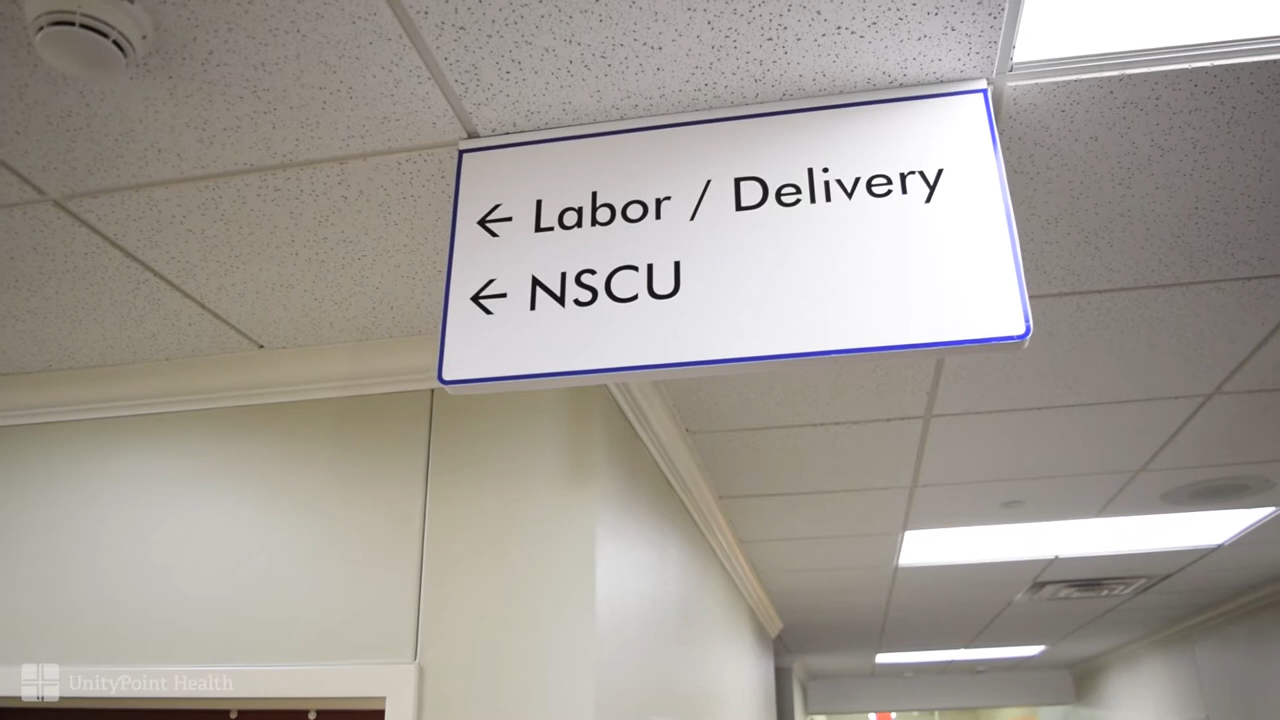 ← Labor / Delivery
← NSCU
UnityPoint Health